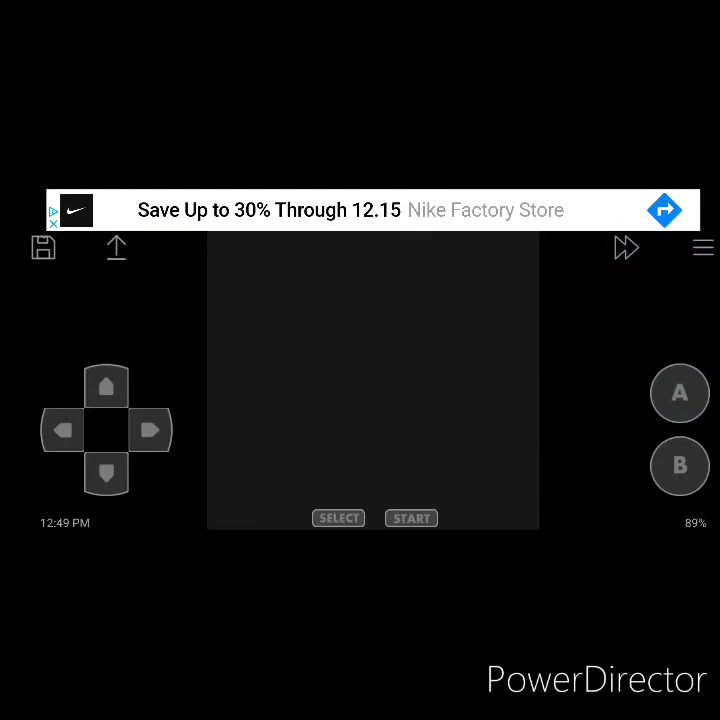 Save Up to 30% Through 12.15 Nike Factory Store
A
B
SELECT START
12:49 PM 89%
PowerDirector